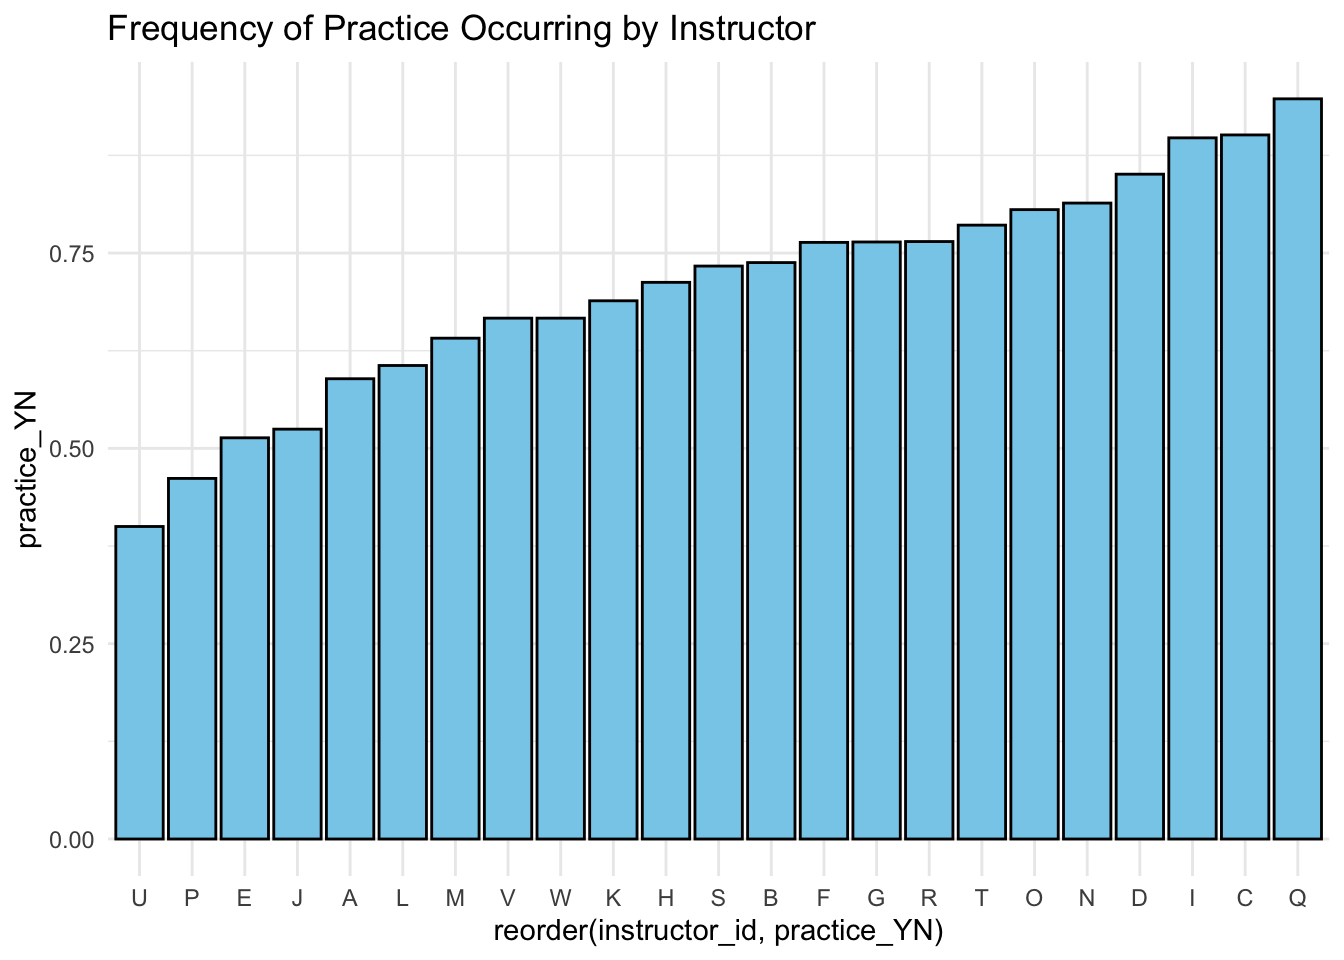 Frequency of Practice Occurring by Instructor
practice_YN
0.75
0.50
0.25
0.00
U P E J A L M V W K H S B F G R T O N D I C Q
reorder(instructor_id, practice_YN)